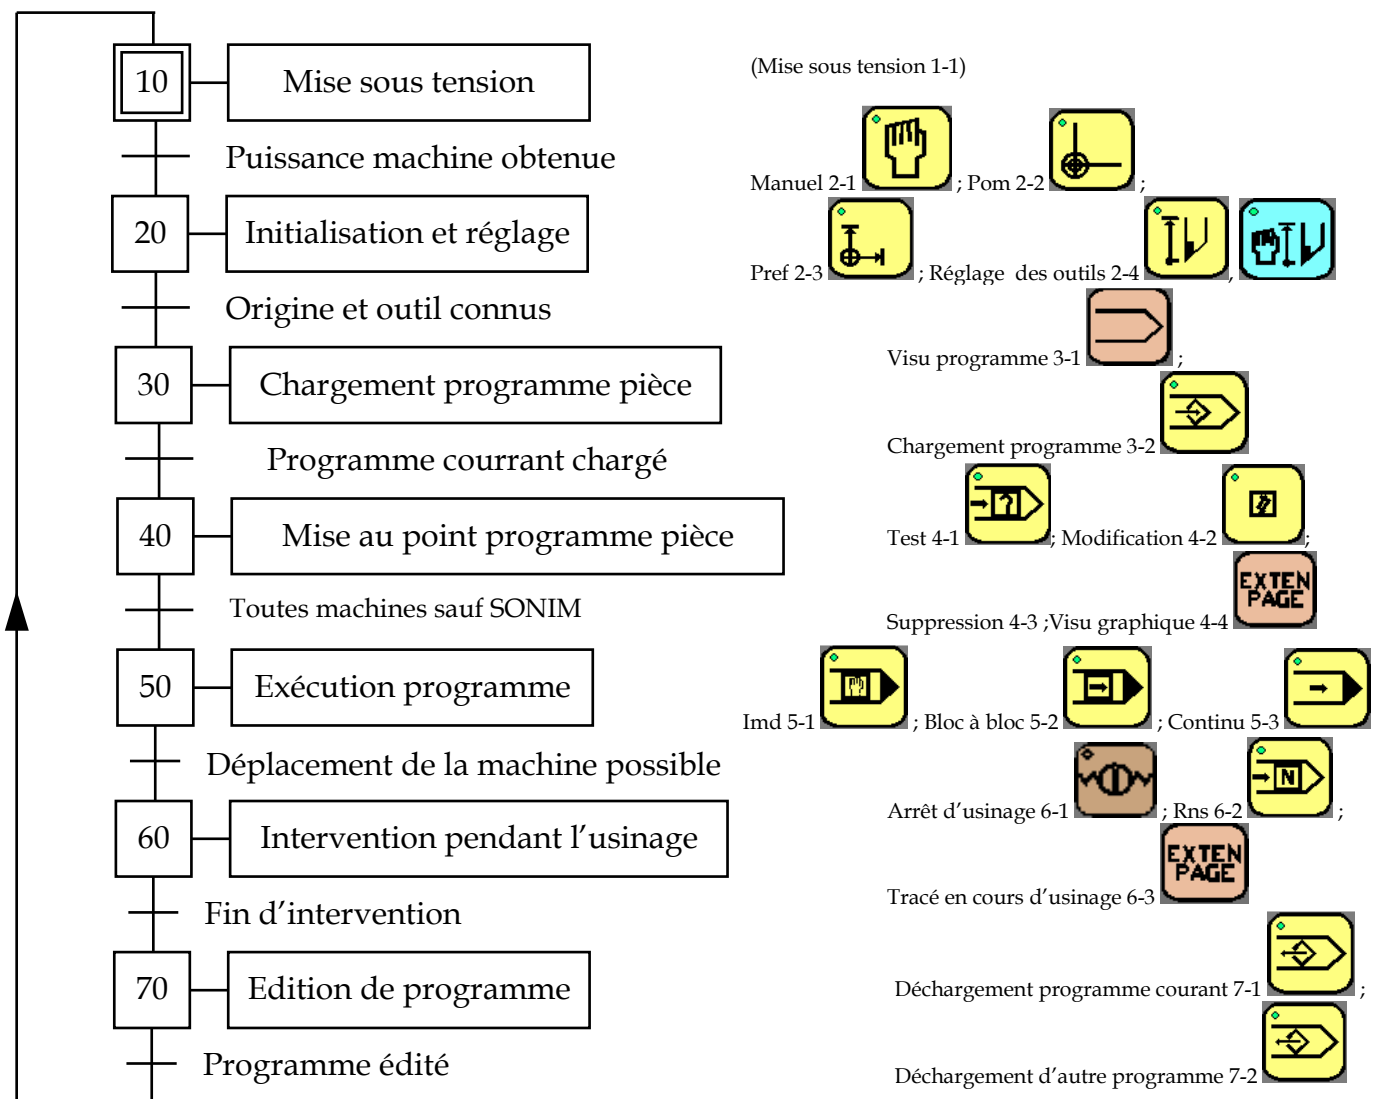 10 Mise sous tension (Mise sous tension 1-1)
Puissance machine obtenue
Manuel 2-1 ; Pom 2-2 ;
20 Initialisation et réglage
Pref 2-3 ; Réglage des outils 2-4 ,
Origine et outil connus
Visu programme 3-1 ;
30 Chargement programme pièce
Chargement programme 3-2
Programme courrant chargé
40 Mise au point programme pièce
Test 4-1 ? ; Modification 4-2 ;
Toutes machines sauf SONIM
EXTEN
PAGE
Suppression 4-3 ;Visu graphique 4-4
50 Exécution programme
Imd 5-1 ; Bloc à bloc 5-2 ; Continu 5-3
Déplacement de la machine possible
Arrêt d'usinage 6-1 ; Rns 6-2 N ;
60 Intervention pendant l'usinage
EXTEN
PAGE
Tracé en cours d'usinage 6-3
Fin d'intervention
70 Edition de programme
Déchargement programme courant 7-1 ;
Programme édité
Déchargement d'autre programme 7-2